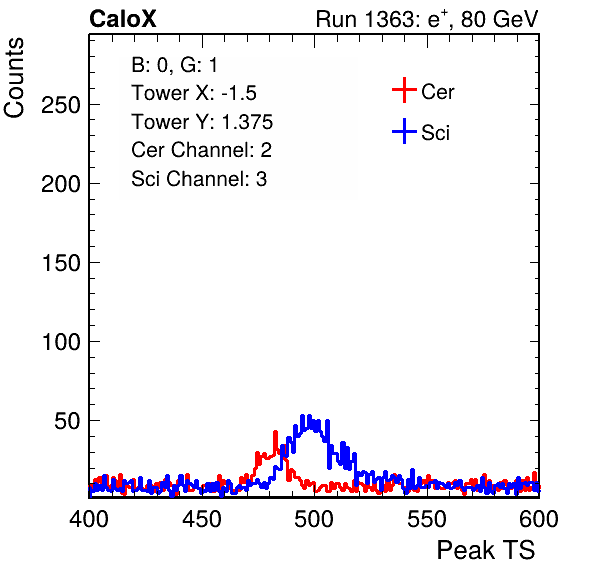 CaloX
Run 1363: e+, 80 GeV
Counts
B: 0, G: 1
Tower X: -1.5
Tower Y: 1.375
Cer Channel: 2
Sci Channel: 3
Cer
Sci
250
200
150
100
50
400 450 500 550 600
Peak TS